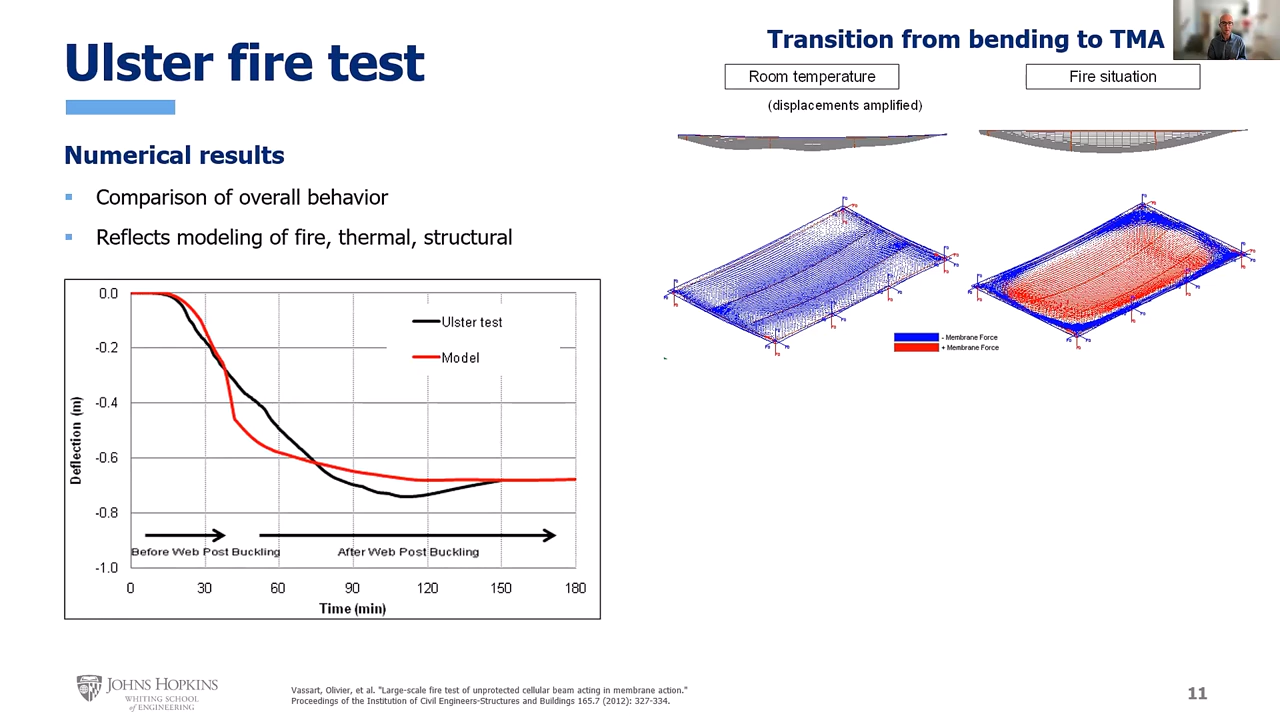 Ulster fire test
Numerical results
Comparison of overall behavior
Reflects modeling of fire, thermal, structural
0.0
-0.2
-0.4
-0.6
-0.8
-1.0
Deflection (m)
Ulster test
Model
Before Web Post Buckling
After Web Post Buckling
0 30 60 90 120 150 180
Time (min)
Transition from bending to TMA
Room temperature
Fire situation
(displacements amplified)
- Membrane Force
+ Membrane Force
JOHNS HOPKINS
WHITING SCHOOL
of ENGINEERING
Vassart, Olivier, et al. "Large-scale fire test of unprotected cellular beam acting in membrane action."
Proceedings of the Institution of Civil Engineers-Structures and Buildings 165.7 (2012): 327-334.
11